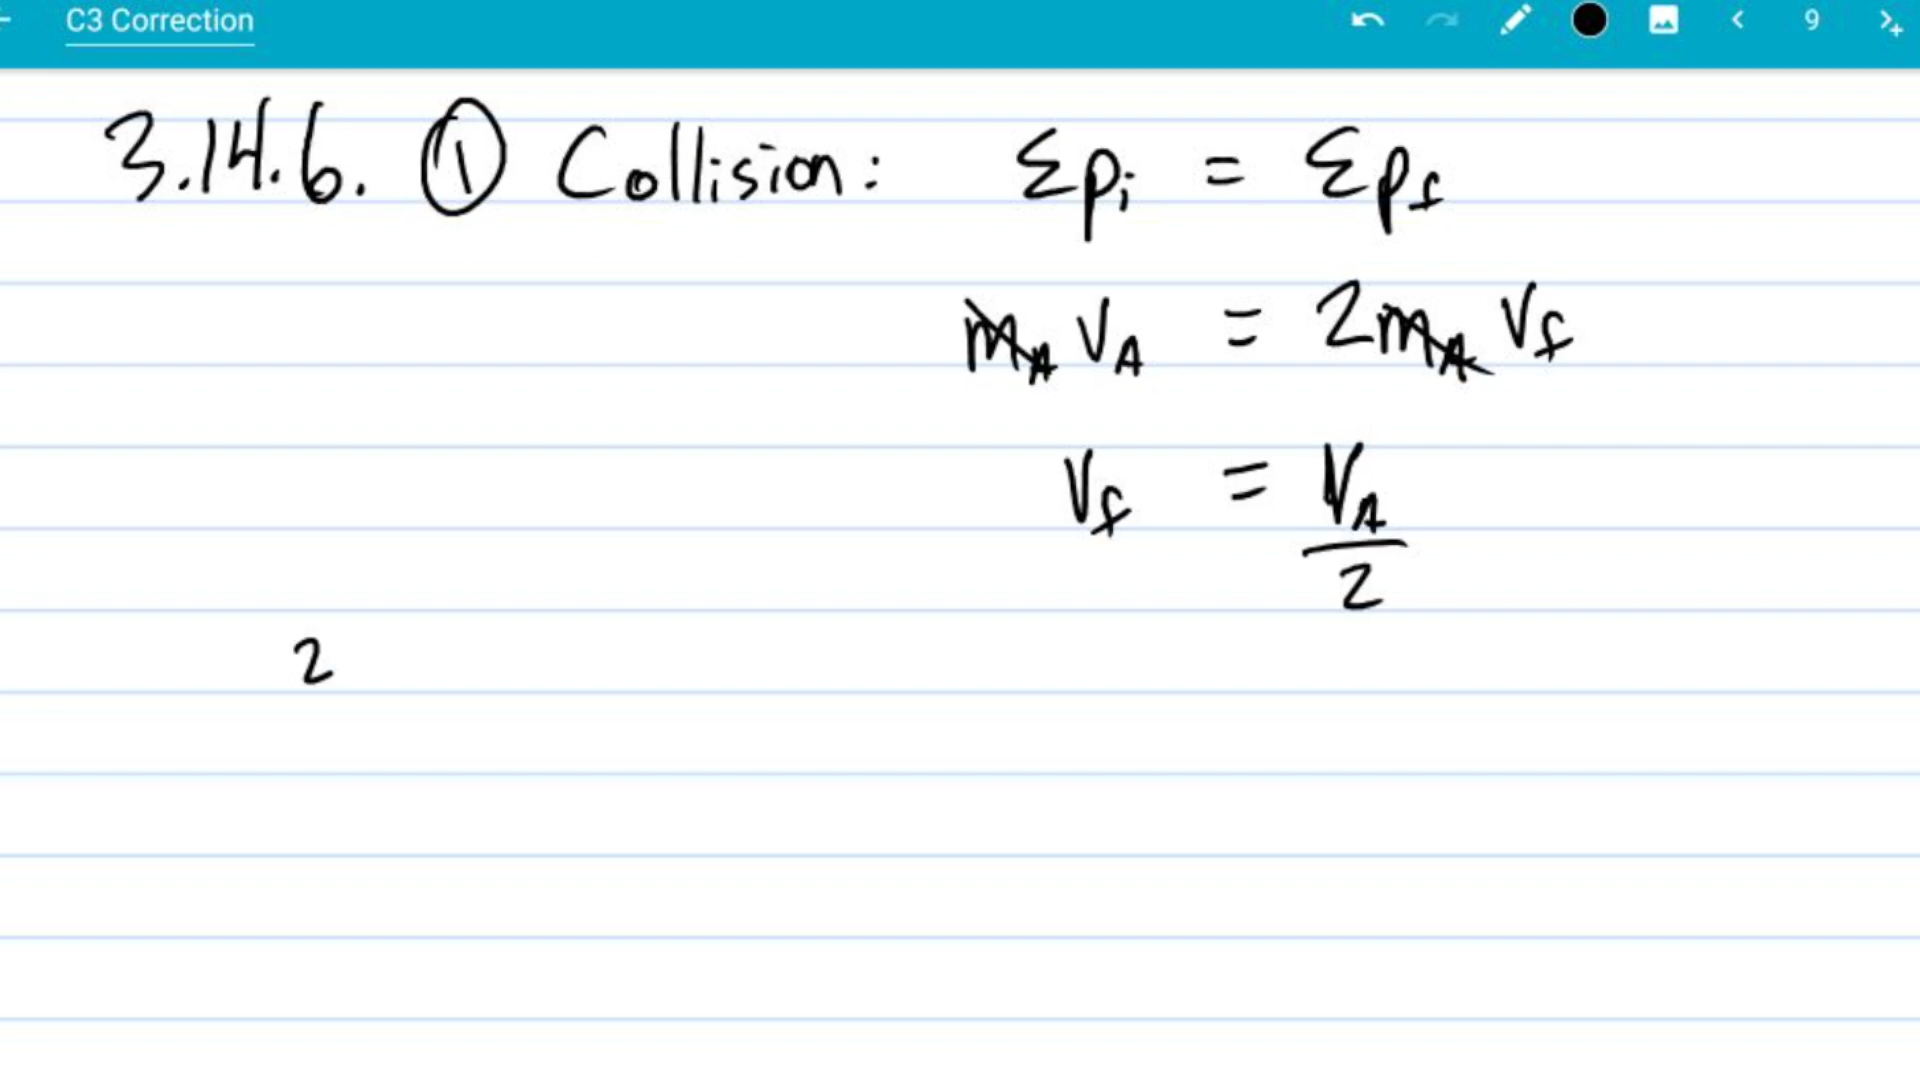 C3 Correction
9
3.14.6. ① Collision: Σpᵢ = Σp_f
m_A v_A = 2m_A v_f
v_f = v_A/2
2